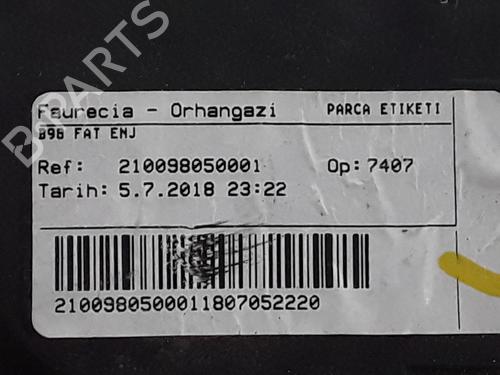 Faurecia - Orhangazi PARCA ETIKETI
B9B FAT ENJ
Ref: 210098050001 Op: 7407
Tarih: 5.7.2018 23:22
2100980500011807052220
B-PARTS